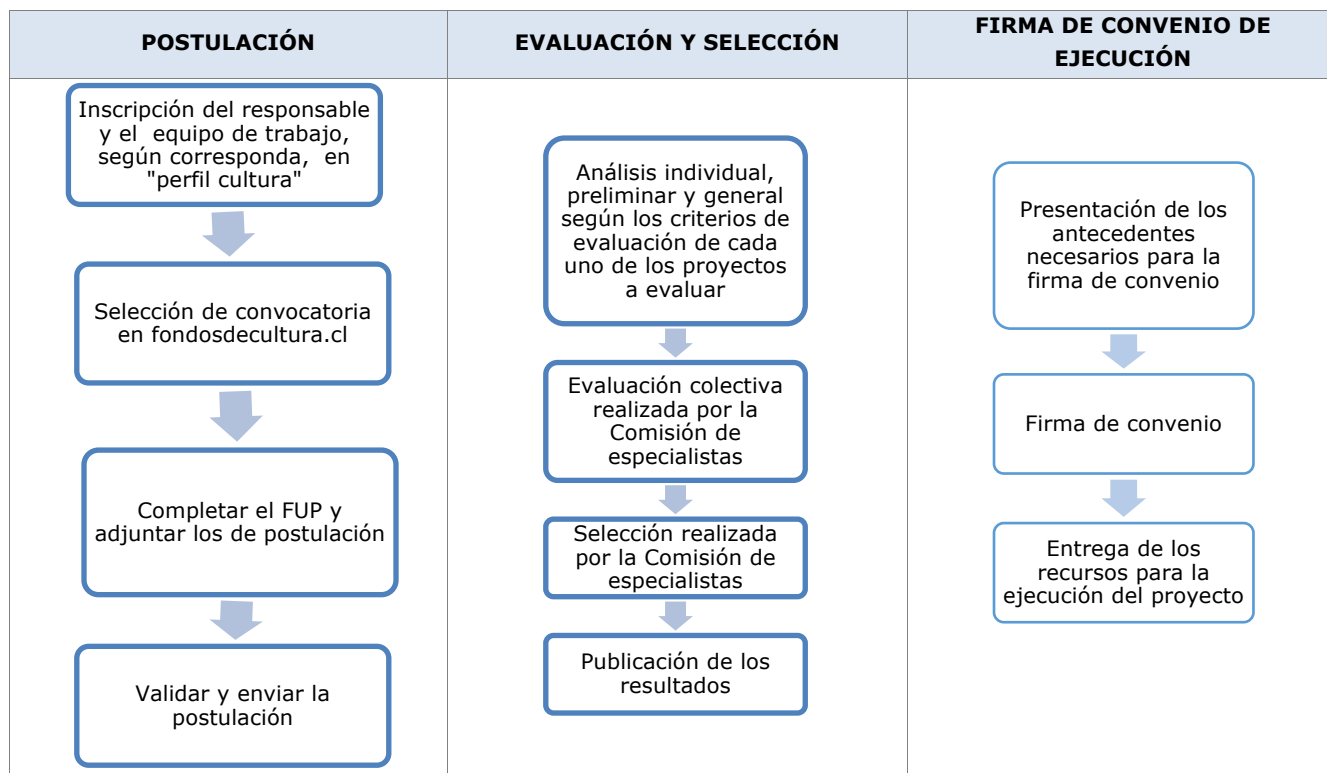 POSTULACIÓN
Inscripción del responsable
y el equipo de trabajo,
según corresponda, en
"perfil cultura"
Selección de convocatoria
en fondosdecultura.cl
Completar el FUP y
adjuntar los de postulación
Validar y enviar la
postulación
EVALUACIÓN Y SELECCIÓN
Análisis individual,
preliminar y general
según los criterios de
evaluación de cada
uno de los proyectos
a evaluar
Evaluación colectiva
realizada por la
Comisión de
especialistas
Selección realizada
por la Comisión de
especialistas
Publicación de los
resultados
FIRMA DE CONVENIO DE
EJECUCIÓN
Presentación de los
antecedentes
necesarios para la
firma de convenio
Firma de convenio
Entrega de los
recursos para la
ejecución del proyecto